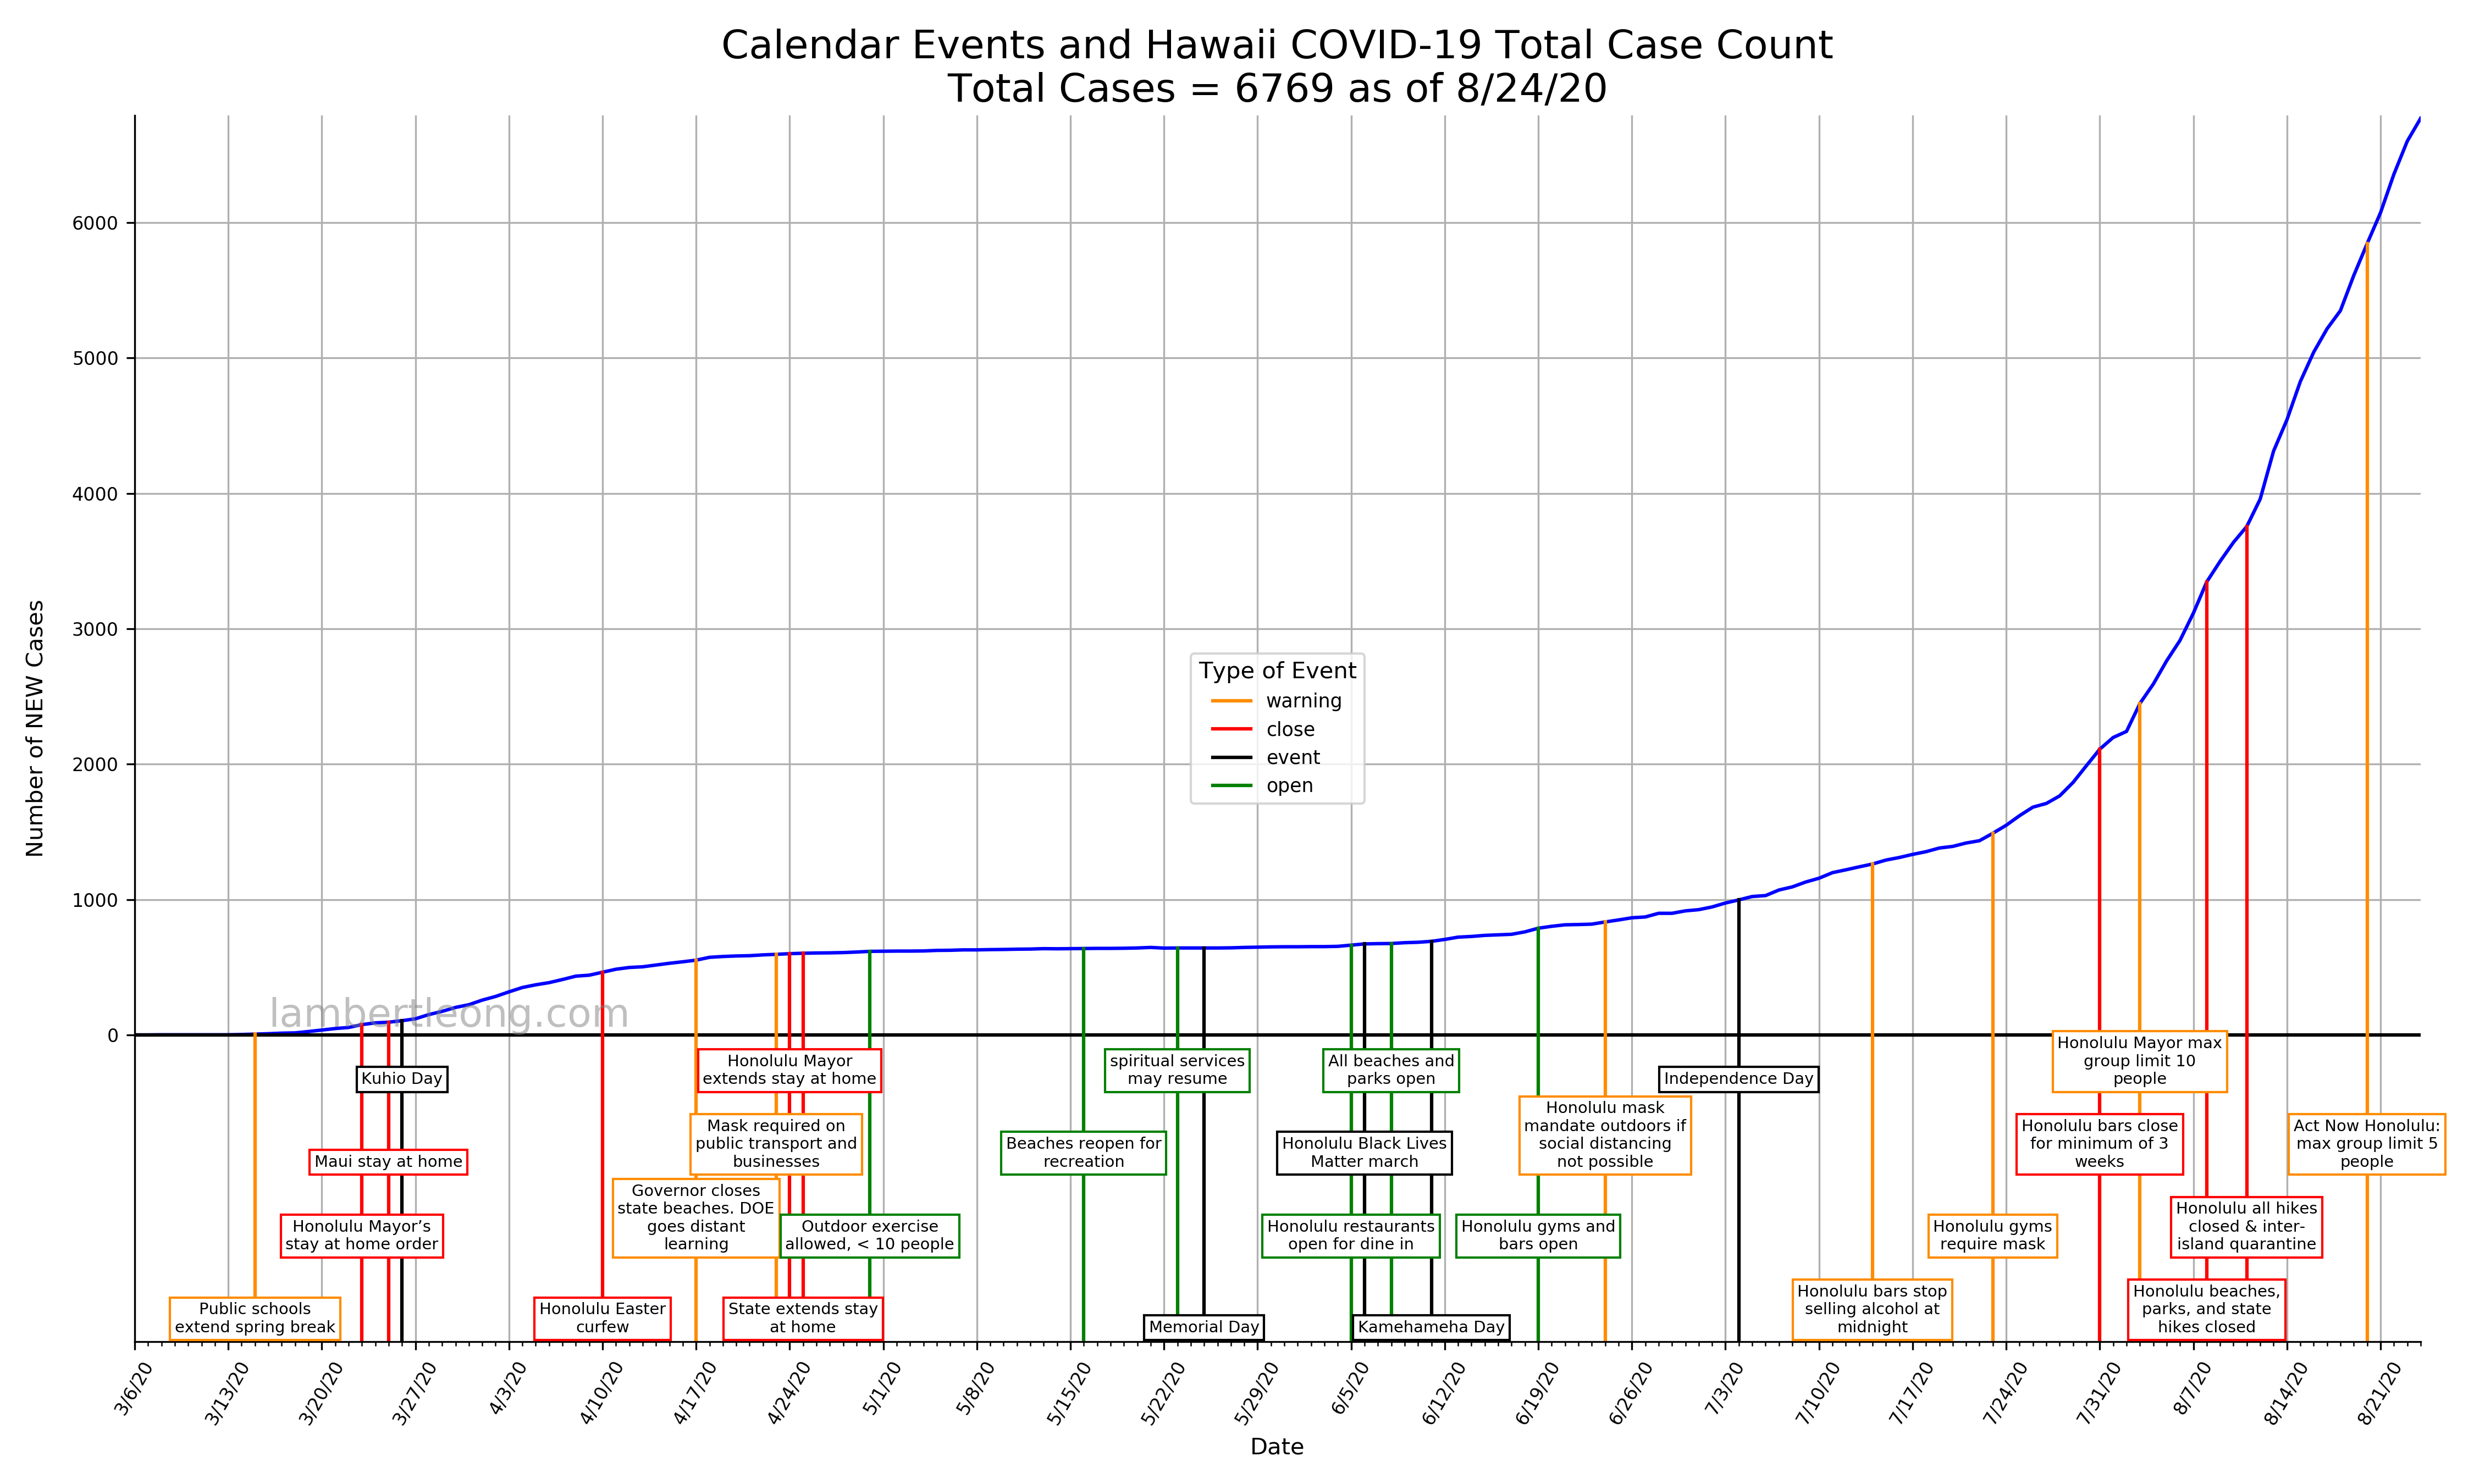 Calendar Events and Hawaii COVID-19 Total Case Count
Total Cases = 6769 as of 8/24/20
Number of NEW Cases
6000
5000
4000
3000
2000
1000
0
Type of Event
warning
close
event
open
lambertleong.com
Public schools
extend spring break
Honolulu Mayor’s
stay at home order
Maui stay at home
Kuhio Day
Honolulu Easter
curfew
Governor closes
state beaches. DOE
goes distant
learning
Mask required on
public transport and
businesses
Honolulu Mayor
extends stay at home
State extends stay
at home
Outdoor exercise
allowed, < 10 people
Beaches reopen for
recreation
spiritual services
may resume
Memorial Day
Honolulu restaurants
open for dine in
Honolulu Black Lives
Matter march
All beaches and
parks open
Kamehameha Day
Honolulu gyms and
bars open
Honolulu mask
mandate outdoors if
social distancing
not possible
Independence Day
Honolulu bars stop
selling alcohol at
midnight
Honolulu gyms
require mask
Honolulu bars close
for minimum of 3
weeks
Honolulu Mayor max
group limit 10
people
Honolulu beaches,
parks, and state
hikes closed
Honolulu all hikes
closed & inter-
island quarantine
Act Now Honolulu:
max group limit 5
people
3/6/20
3/13/20
3/20/20
3/27/20
4/3/20
4/10/20
4/17/20
4/24/20
5/1/20
5/8/20
5/15/20
5/22/20
5/29/20
6/5/20
6/12/20
6/19/20
6/26/20
7/3/20
7/10/20
7/17/20
7/24/20
7/31/20
8/7/20
8/14/20
8/21/20
Date